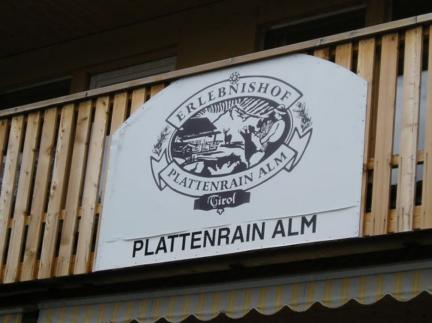 ERLEBNISHOF
PLATTENRAIN ALM
Tirol
PLATTENRAIN ALM